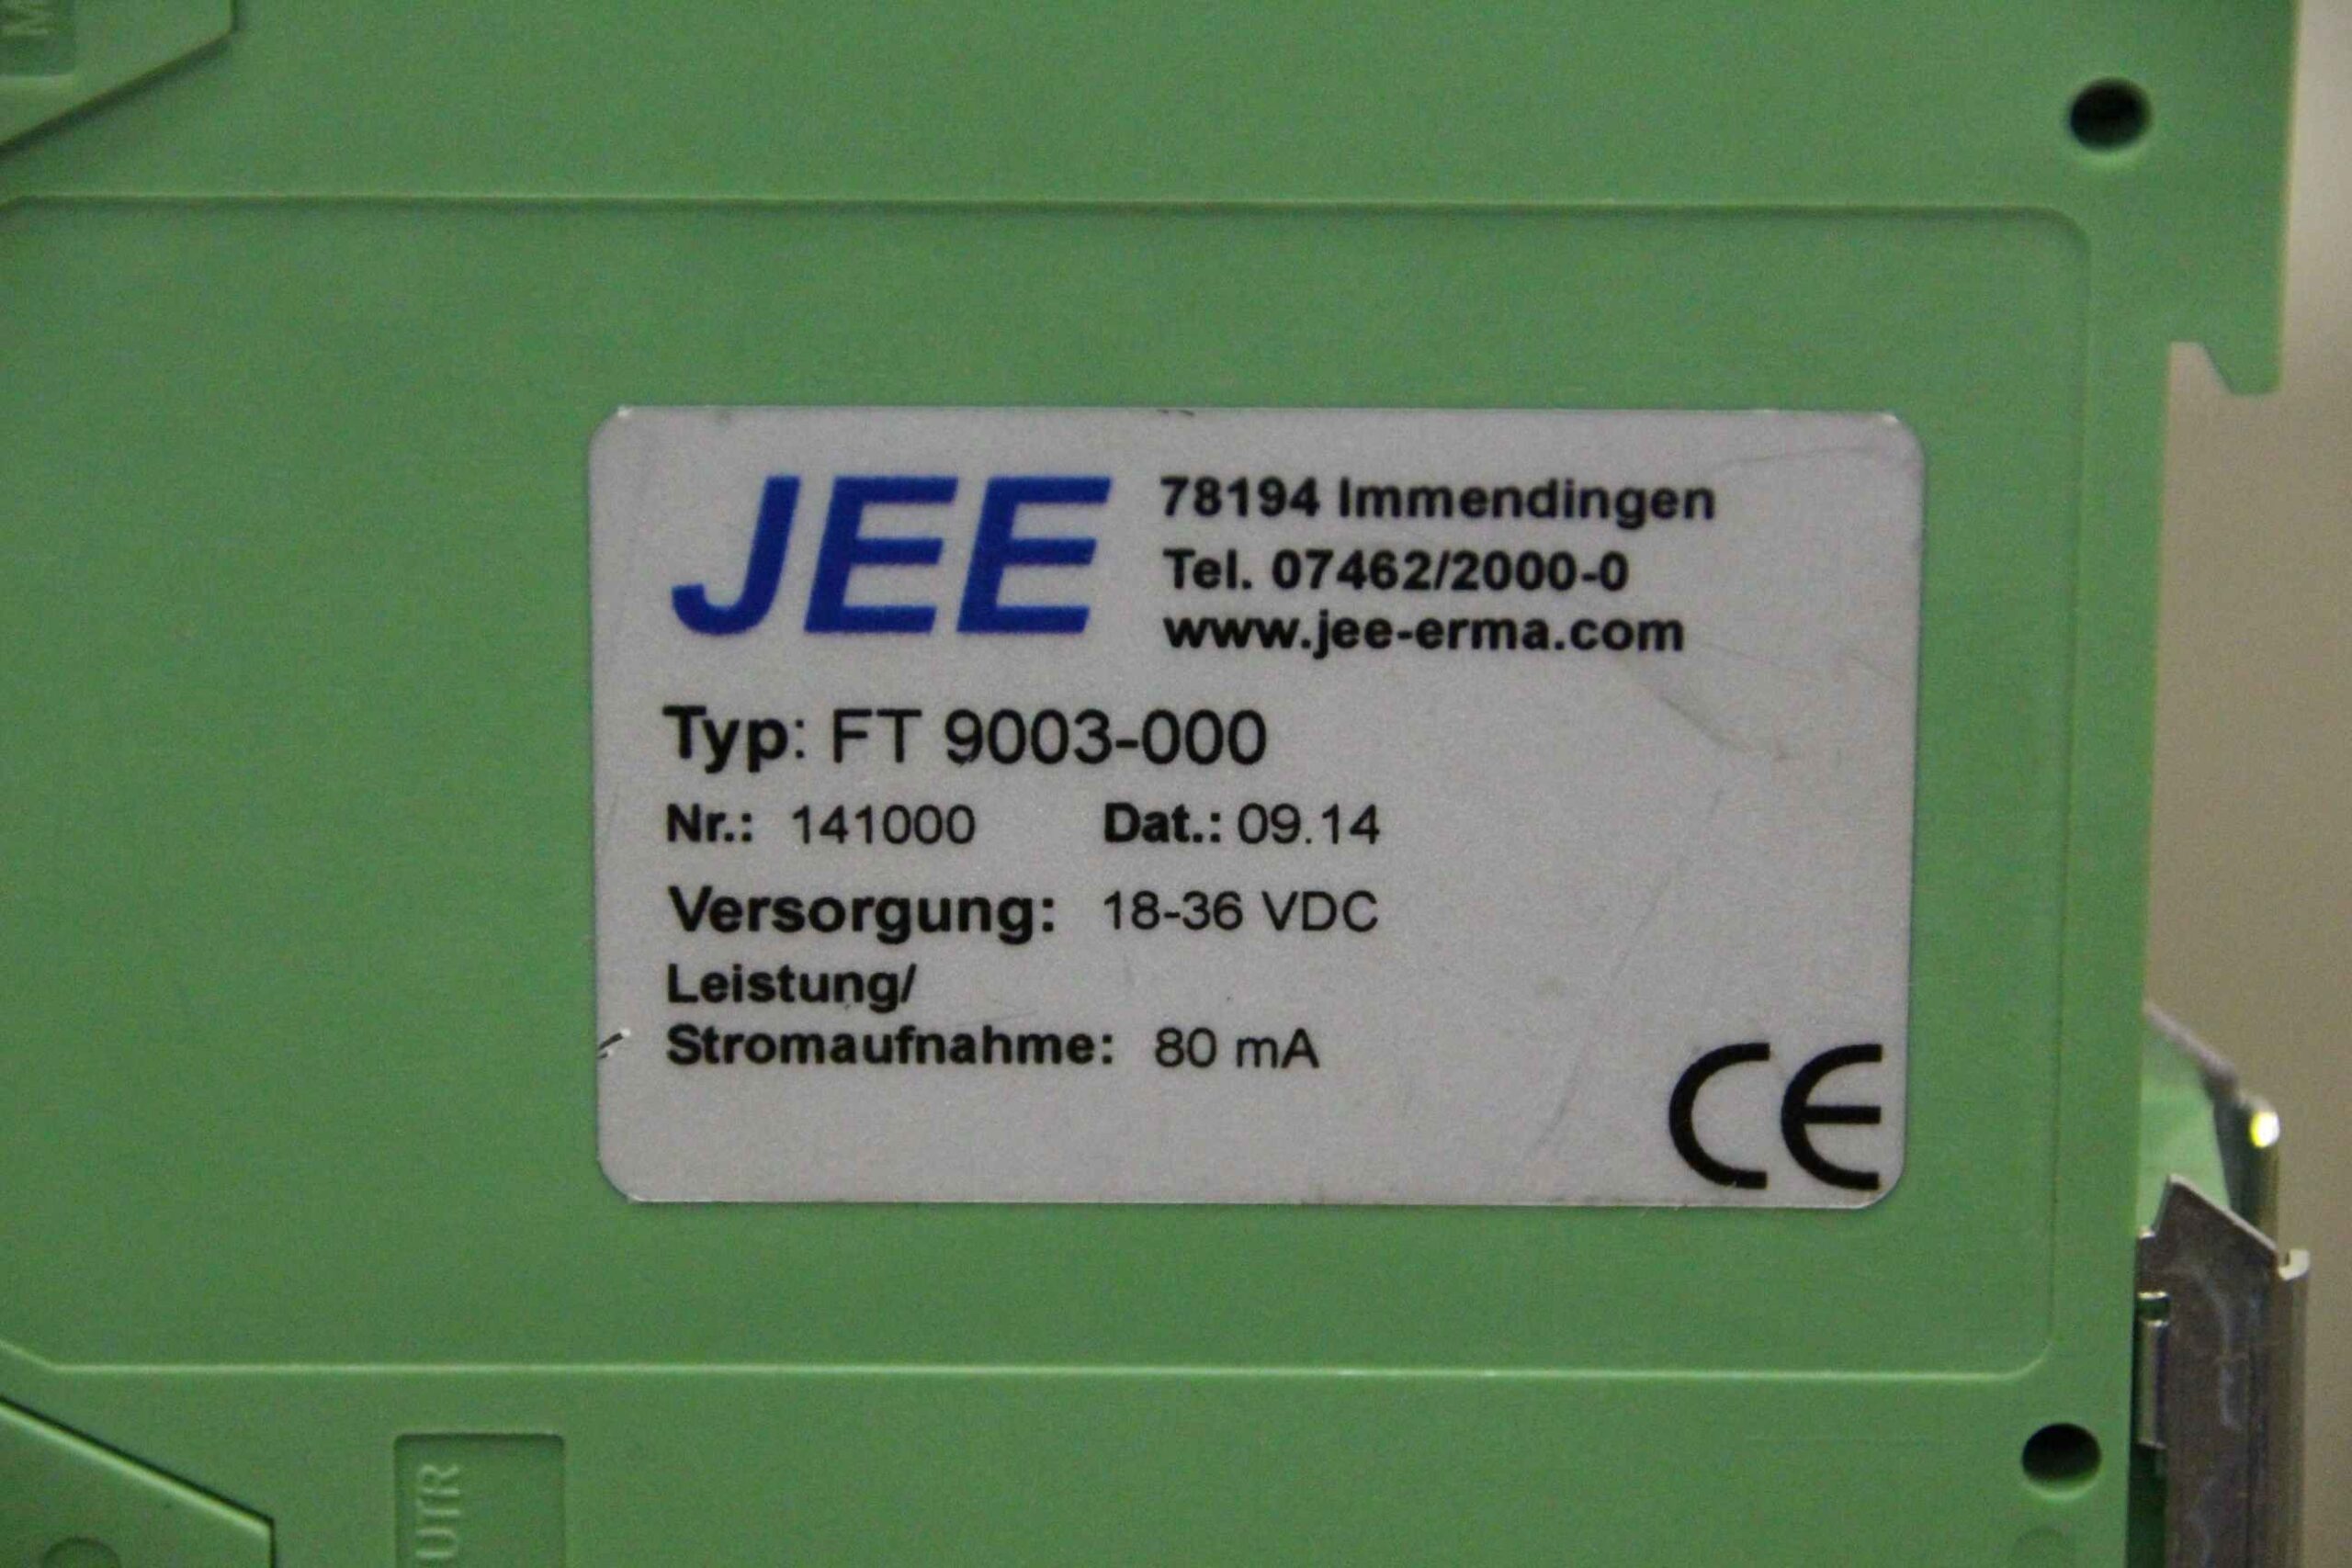 JEE
78194 Immendingen
Tel. 07462/2000-0
www.jee-erma.com
Typ: FT 9003-000
Nr.: 141000 Dat.: 09.14
Versorgung: 18-36 VDC
Leistung/
Stromaufnahme: 80 mA
CE
UTR